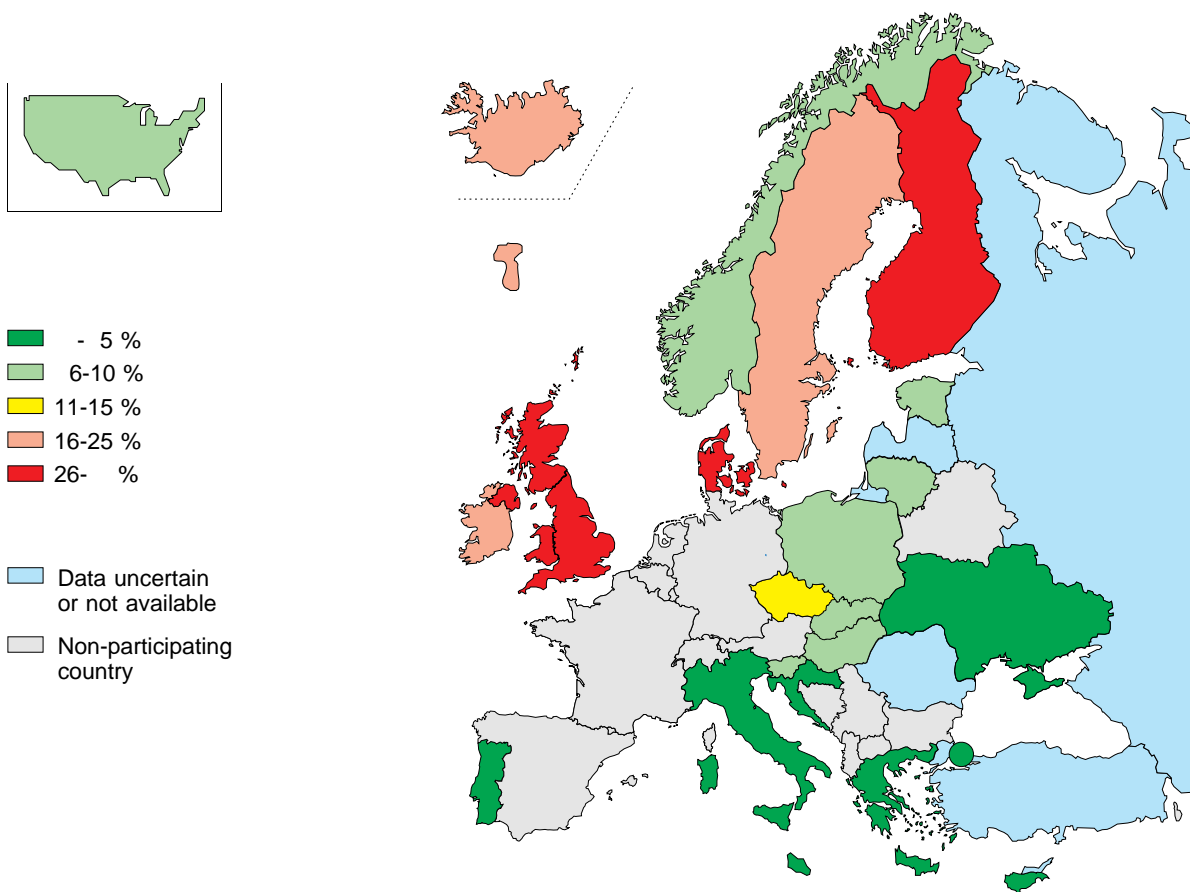 - 5 %
6-10 %
11-15 %
16-25 %
26- %
Data uncertain
or not available
Non-participating
country